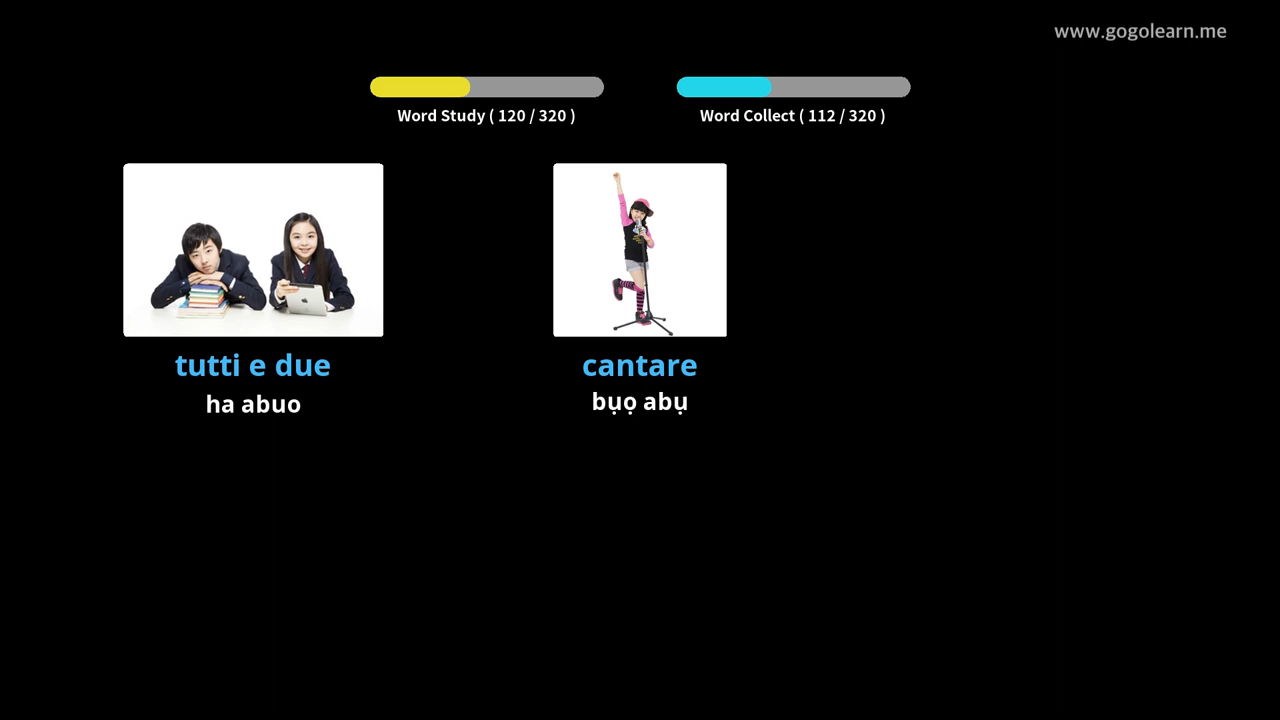 www.gogolearn.me
Word Study ( 120 / 320 )
Word Collect ( 112 / 320 )
tutti e due
ha abuo
cantare
bụọ abụ